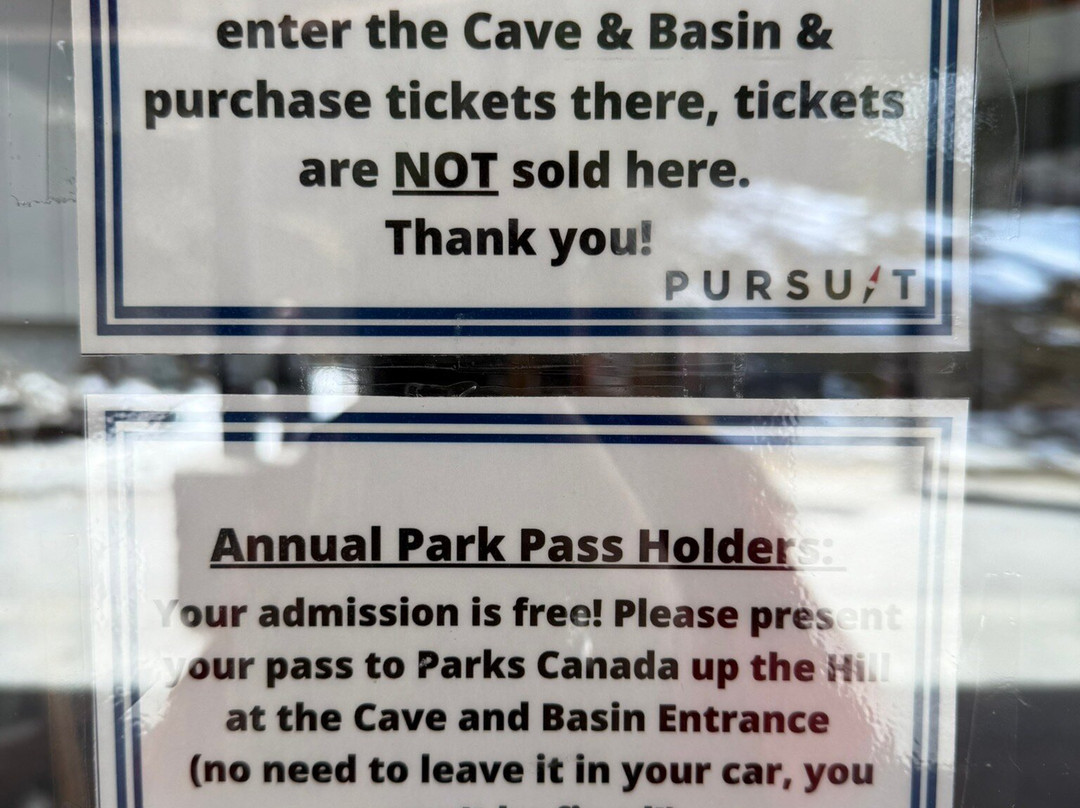 enter the Cave & Basin &
purchase tickets there, tickets
are NOT sold here.
Thank you!
PURSUIT
Annual Park Pass Holders:
Your admission is free! Please present
your pass to Parks Canada up the Hill
at the Cave and Basin Entrance
(no need to leave it in your car, you